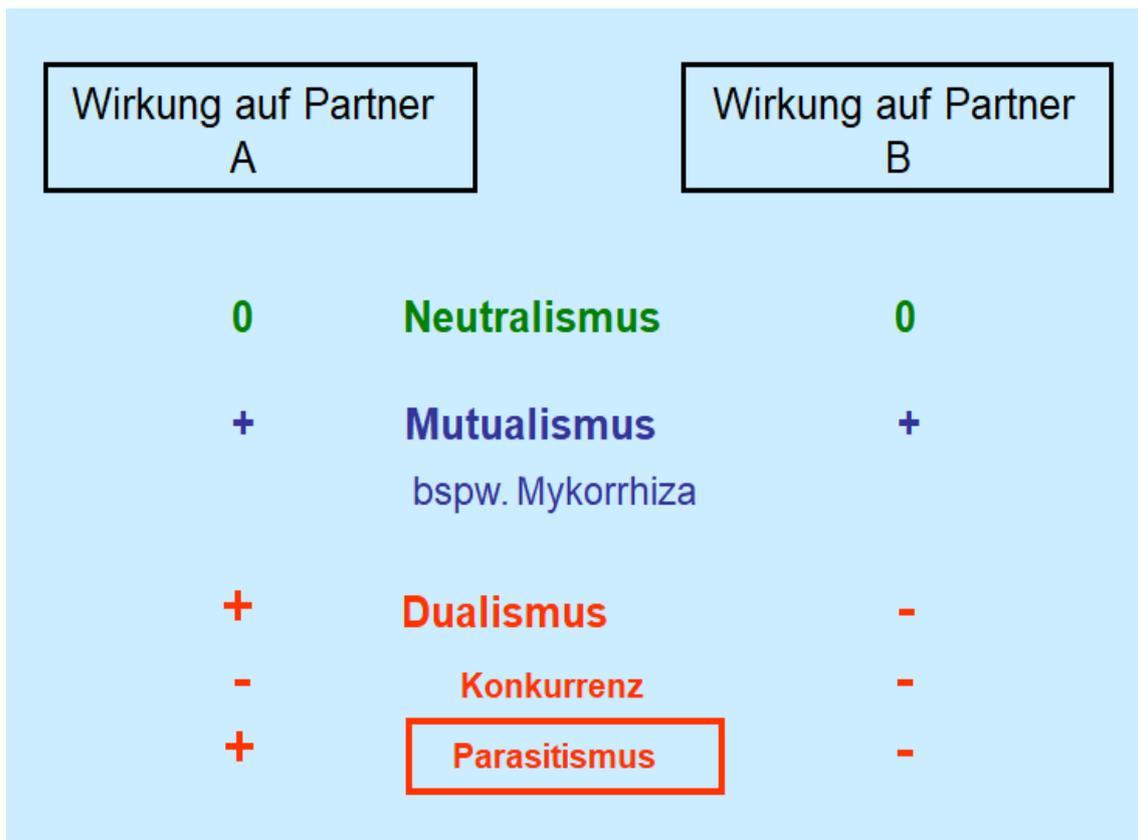 Wirkung auf Partner
A
Wirkung auf Partner
B
0 Neutralismus 0
+ Mutualismus +
bspw. Mykorrhiza
+ Dualismus -
- Konkurrenz -
+ Parasitismus -